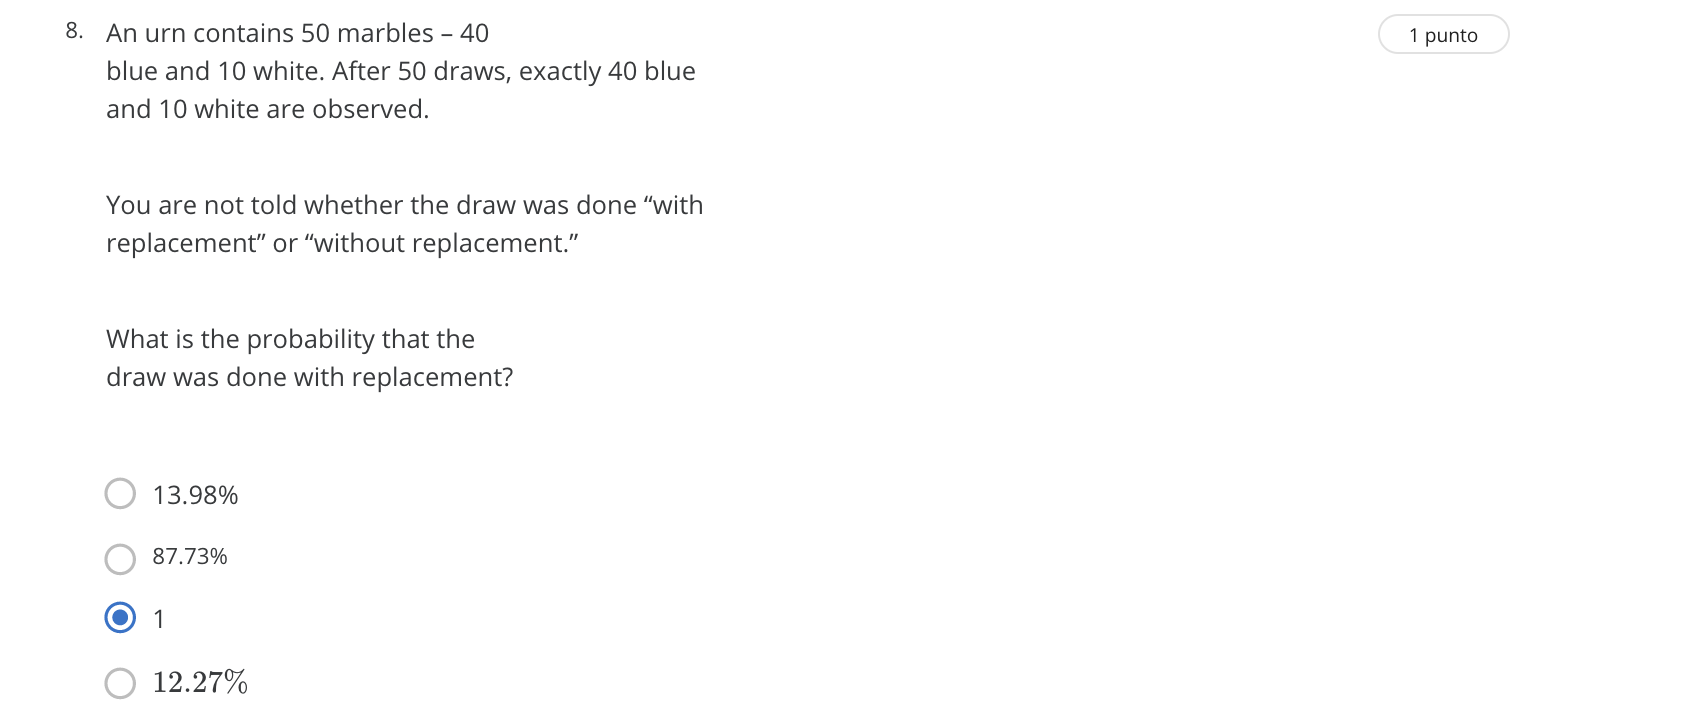 8. An urn contains 50 marbles – 40
1 punto
blue and 10 white. After 50 draws, exactly 40 blue
and 10 white are observed.
You are not told whether the draw was done “with
replacement” or “without replacement.”
What is the probability that the
draw was done with replacement?
13.98%
87.73%
1
12.27%